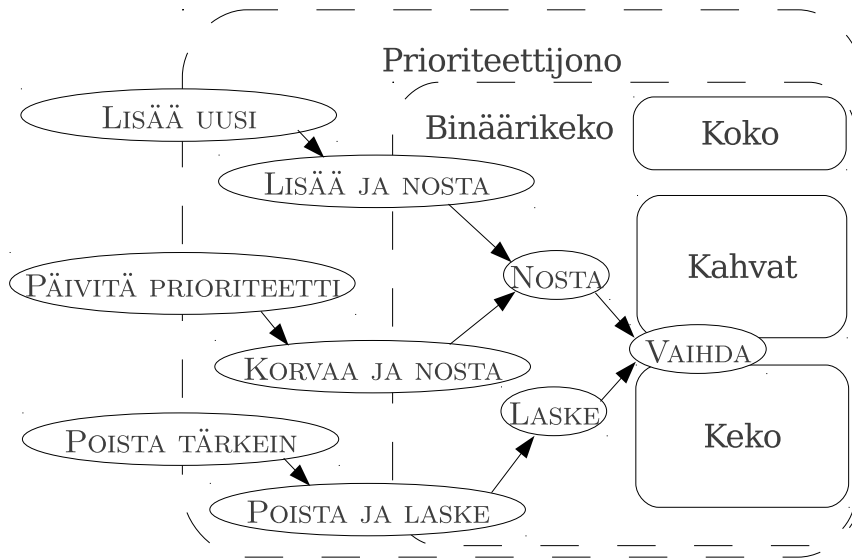 Prioriteettijono
Lisää uusi
Binäärikeko
Koko
Lisää ja nosta
Päivitä prioriteetti
Nosta
Kahvat
Korvaa ja nosta
Vaihda
Poista tärkein
Laske
Keko
Poista ja laske